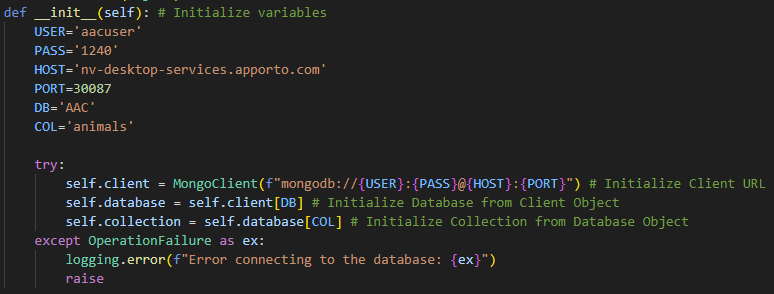 def __init__(self): # Initialize variables
    USER='aacuser'
    PASS='1240'
    HOST='nv-desktop-services.apporto.com'
    PORT=30087
    DB='AAC'
    COL='animals'

    try:
        self.client = MongoClient(f"mongodb://{USER}:{PASS}@{HOST}:{PORT}") # Initialize Client URL
        self.database = self.client[DB] # Initialize Database from Client Object
        self.collection = self.database[COL] # Initialize Collection from Database Object
    except OperationFailure as ex:
        logging.error(f"Error connecting to the database: {ex}")
        raise